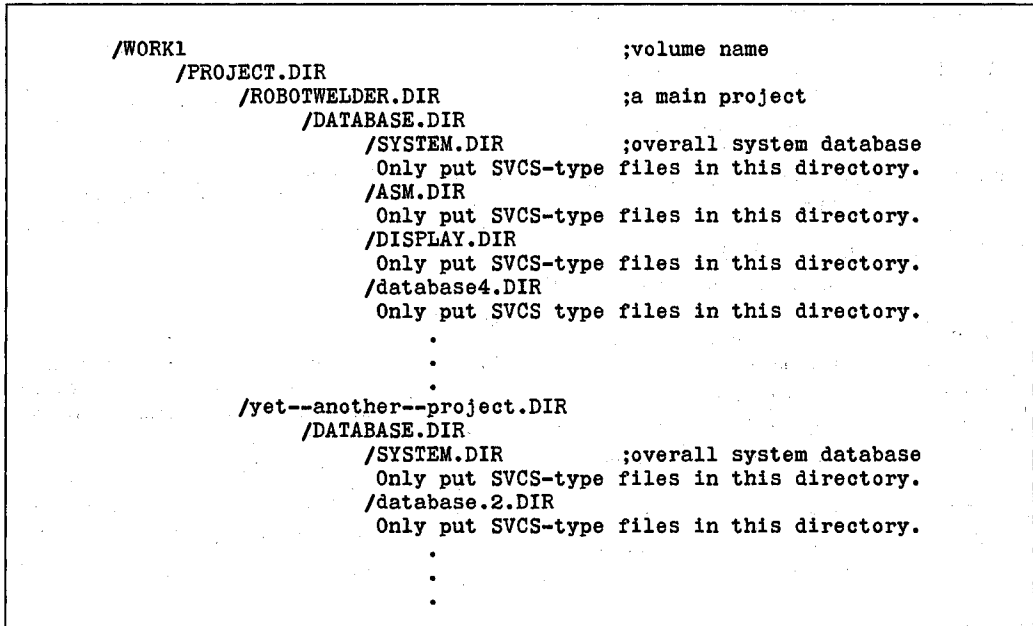 /WORK1 ;volume name
/PROJECT.DIR
/ROBOTWELDER.DIR ;a main project
/DATABASE.DIR
/SYSTEM.DIR ;overall system database
Only put SVCS-type files in this directory.
/ASM.DIR
Only put SVCS-type files in this directory.
/DISPLAY.DIR
Only put SVCS-type files in this directory.
/database4.DIR
Only put SVCS type files in this directory.
.
.
.
/yet--another--project.DIR
/DATABASE.DIR
/SYSTEM.DIR ;overall system database
Only put SVCS-type files in this directory.
/database.2.DIR
Only put SVCS-type files in this directory.
.
.
.